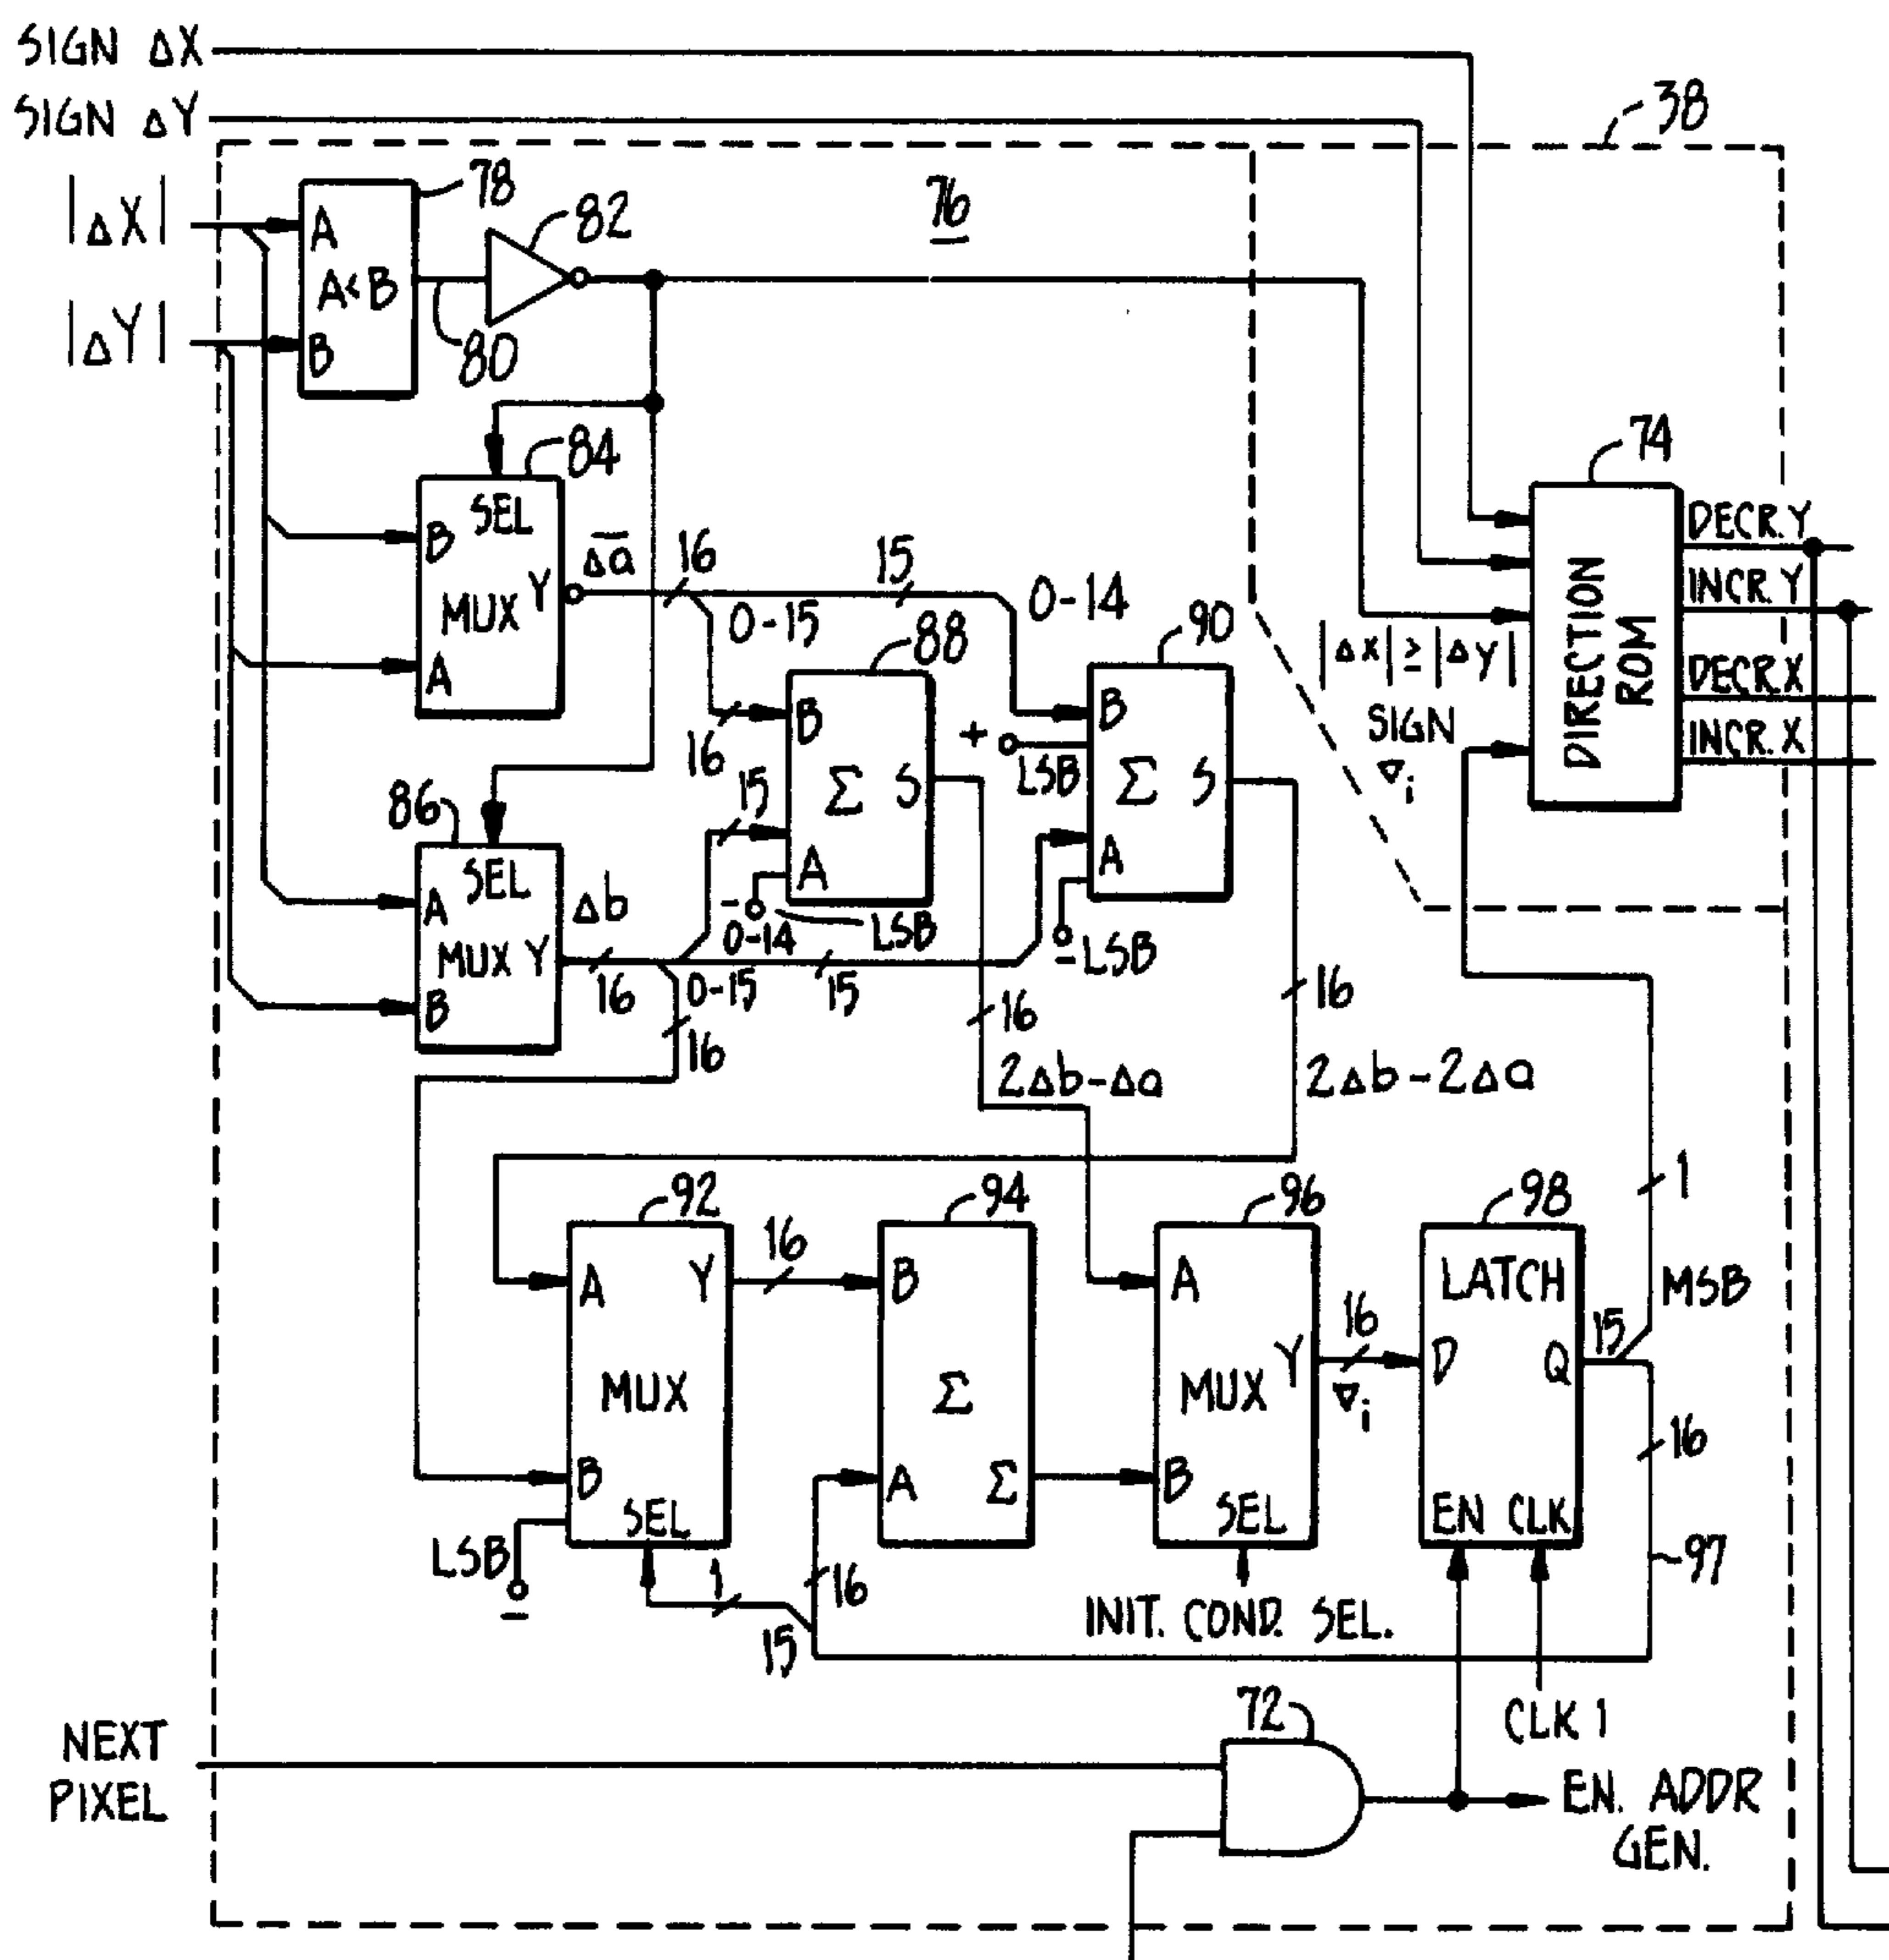 SIGN ΔX
SIGN ΔY
38
|ΔX|
|ΔY|
78
A
A<B
B
80
82
76
84
SEL
B
MUX Y
A
Δa̅
16
0-15
15
0-14
74
DIRECTION
ROM
DECR.Y
INCR.Y
DECR.X
INCR.X
|ΔX| ≥ |ΔY|
SIGN
∇i
88
B
16
15
Σ S
A
-
LSB
0-14
90
+
LSB
B
Σ S
A
- LSB
86
SEL
A
MUX Y
B
Δb
16
0-15
15
16
16
2Δb-Δa
16
2Δb-2Δa
92
A Y
MUX
B
SEL
LSB
-
16
94
B
Σ
A Σ
16
1
15
96
A
Y
MUX
B
SEL
INIT. COND. SEL.
16
∇i
98
LATCH
D Q
EN CLK
15
1
MSB
16
97
CLK 1
NEXT
PIXEL
72
EN. ADDR
GEN.